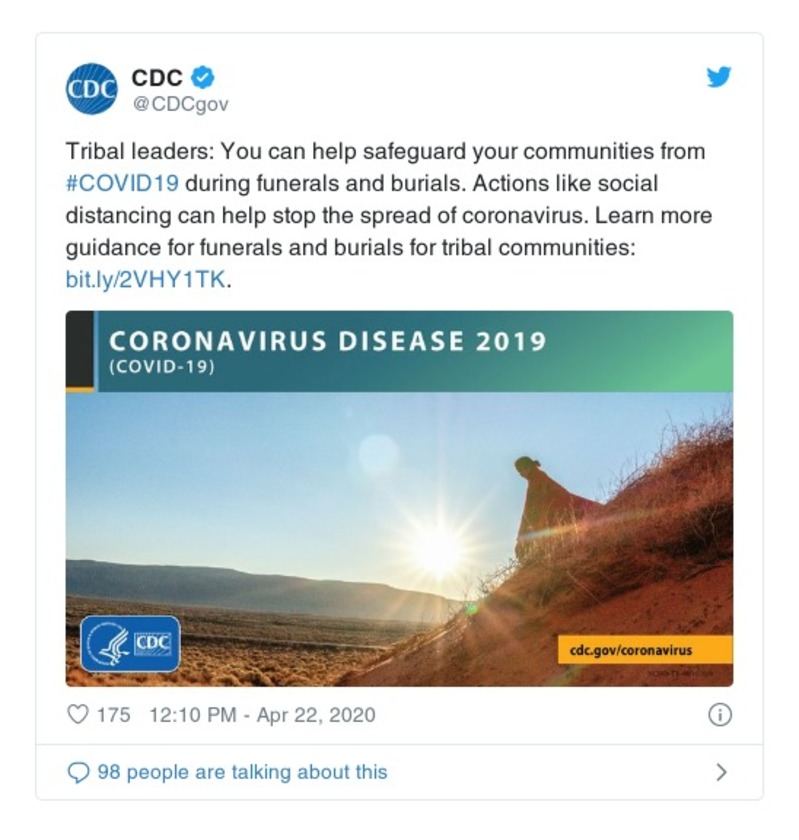 CDC
CDC
@CDCgov
Tribal leaders: You can help safeguard your communities from
#COVID19 during funerals and burials. Actions like social
distancing can help stop the spread of coronavirus. Learn more
guidance for funerals and burials for tribal communities:
bit.ly/2VHY1TK.
CORONAVIRUS DISEASE 2019
(COVID-19)
CDC
cdc.gov/coronavirus
175 12:10 PM - Apr 22, 2020
98 people are talking about this